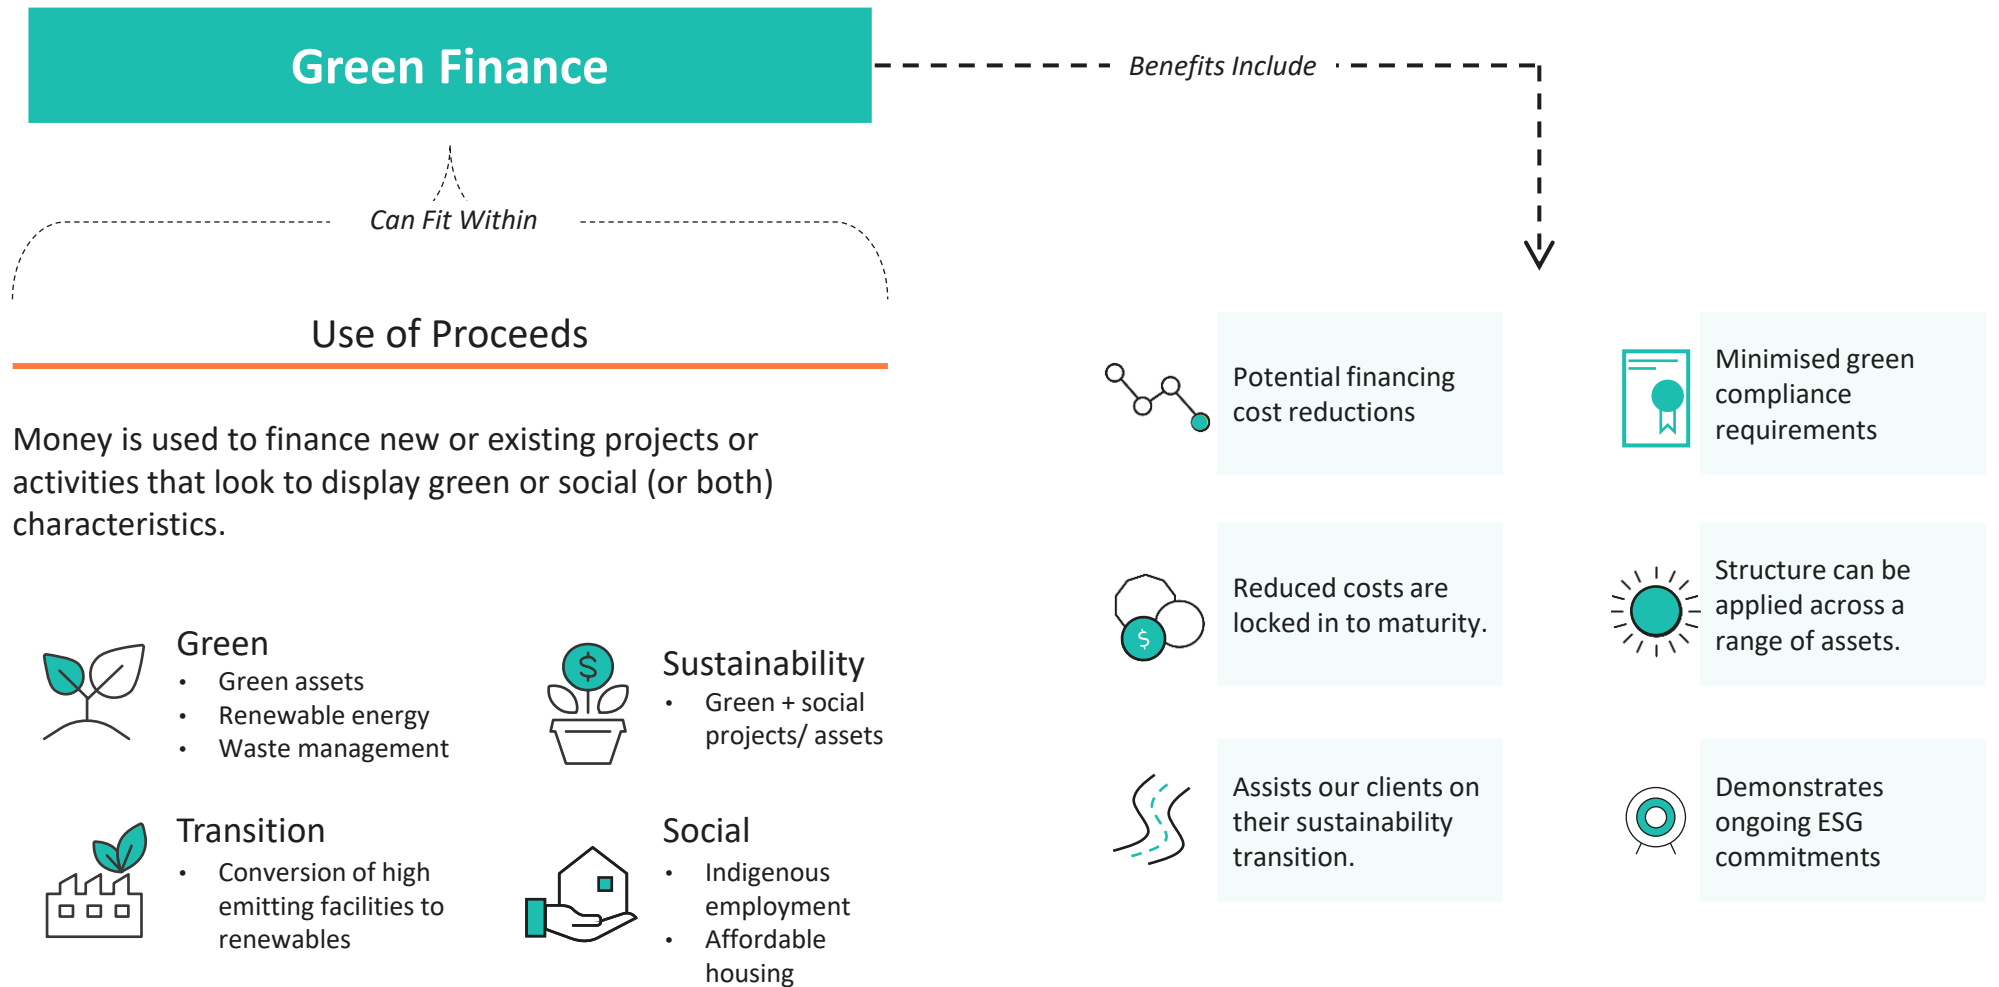 Green Finance
Benefits Include
Can Fit Within
Use of Proceeds
Money is used to finance new or existing projects or
activities that look to display green or social (or both)
characteristics.
Green
• Green assets
• Renewable energy
• Waste management
$
Sustainability
• Green + social
projects/ assets
Transition
• Conversion of high
emitting facilities to
renewables
Social
• Indigenous
employment
• Affordable
housing
Potential financing
cost reductions
Minimised green
compliance
requirements
$
Reduced costs are
locked in to maturity.
Structure can be
applied across a
range of assets.
Assists our clients on
their sustainability
transition.
Demonstrates
ongoing ESG
commitments